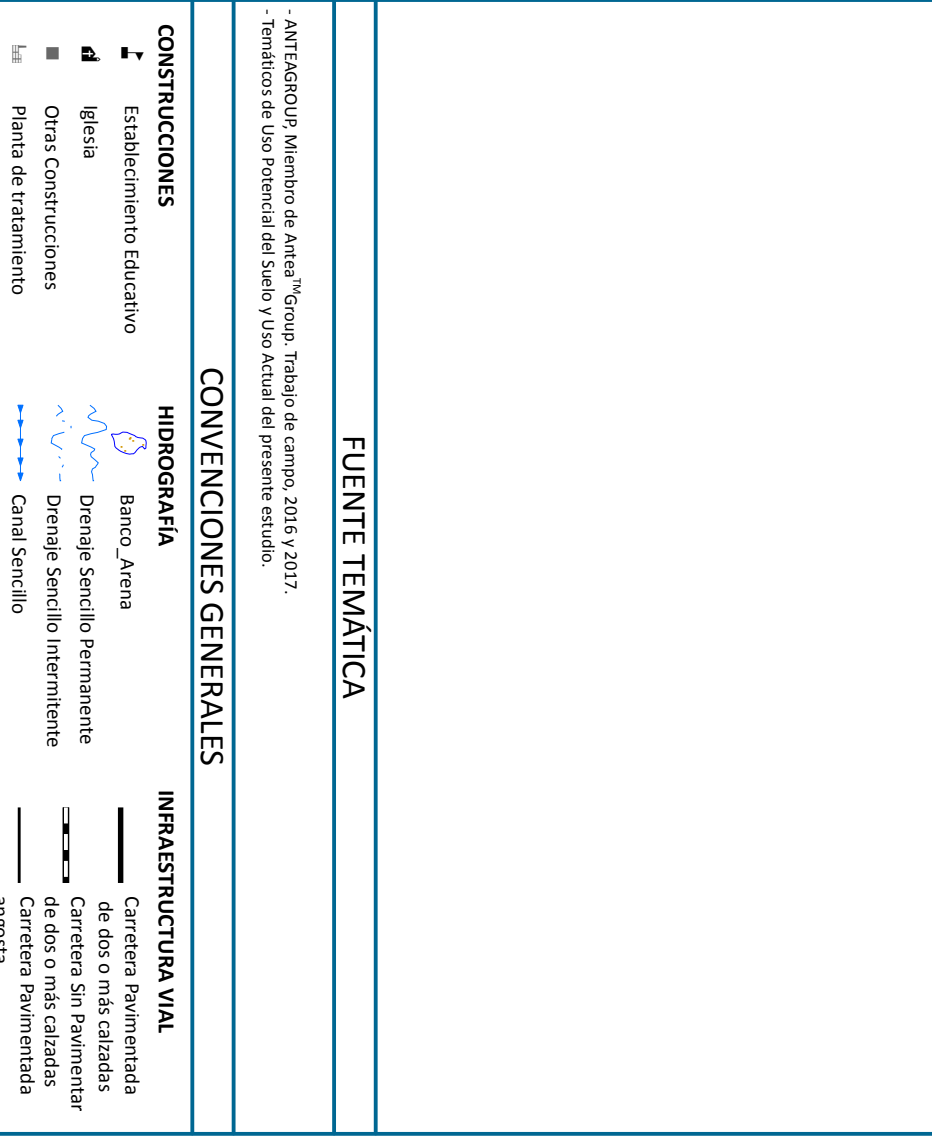 FUENTE TEMÁTICA
- ANTEAGROUP, Miembro de Antea™Group. Trabajo de campo, 2016 y 2017.
- Temáticos de Uso Potencial del Suelo y Uso Actual del presente estudio.
CONVENCIONES GENERALES
CONSTRUCCIONES
Establecimiento Educativo
Iglesia
Otras Construcciones
Planta de tratamiento
HIDROGRAFÍA
Banco_Arena
Drenaje Sencillo Permanente
Drenaje Sencillo Intermitente
Canal Sencillo
INFRAESTRUCTURA VIAL
Carretera Pavimentada
de dos o más calzadas
Carretera Sin Pavimentar
de dos o más calzadas
Carretera Pavimentada
angosta